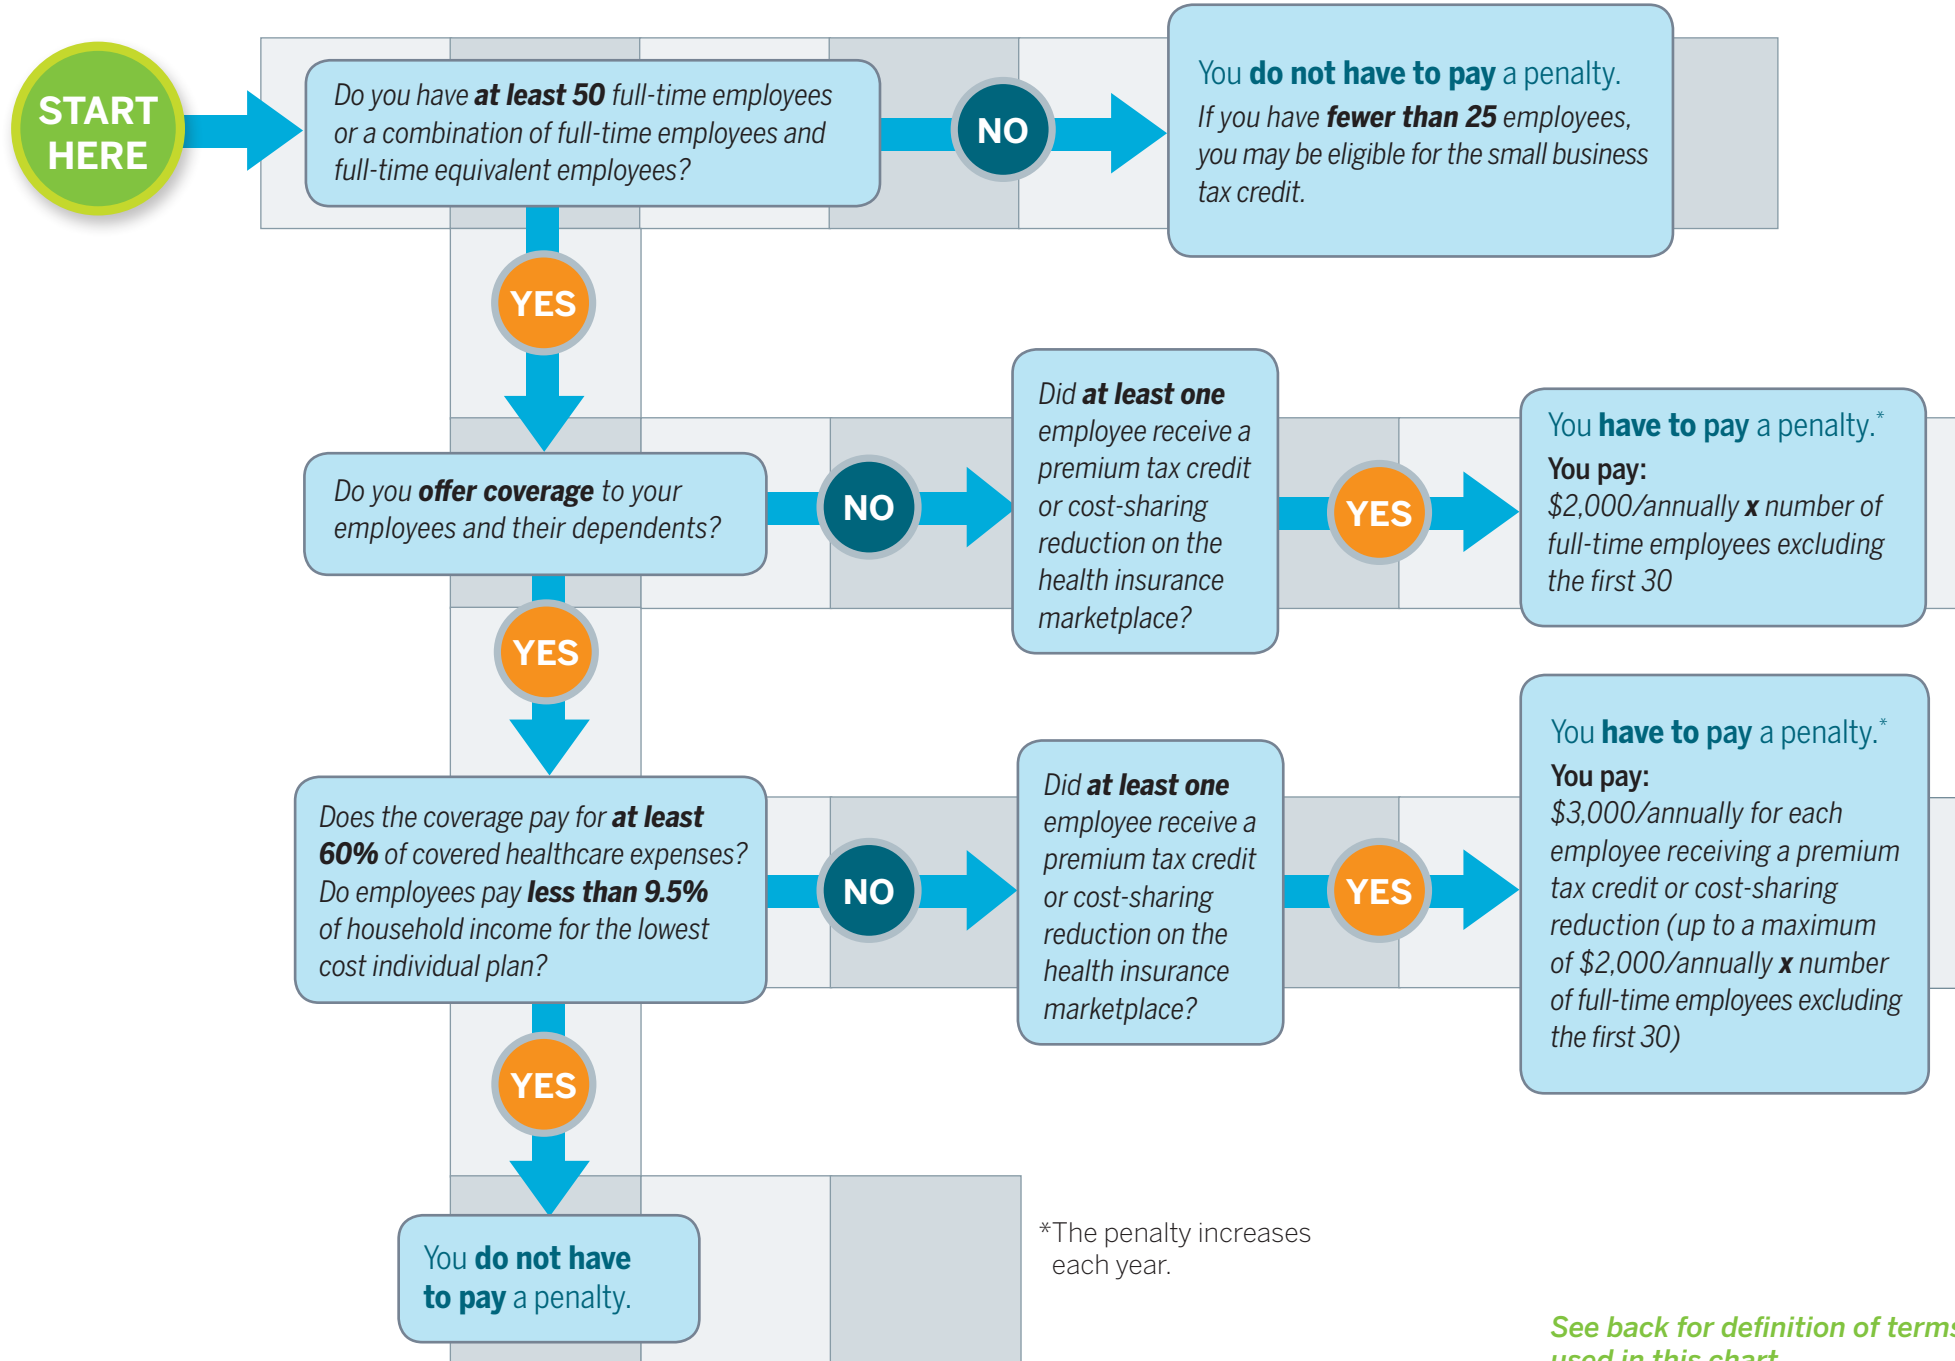 START
HERE
Do you have at least 50 full-time employees
or a combination of full-time employees and
full-time equivalent employees?
NO
You do not have to pay a penalty.
If you have fewer than 25 employees,
you may be eligible for the small business
tax credit.
YES
Do you offer coverage to your
employees and their dependents?
NO
Did at least one
employee receive a
premium tax credit
or cost-sharing
reduction on the
health insurance
marketplace?
YES
You have to pay a penalty.*
You pay:
$2,000/annually x number of
full-time employees excluding
the first 30
YES
Does the coverage pay for at least
60% of covered healthcare expenses?
Do employees pay less than 9.5%
of household income for the lowest
cost individual plan?
NO
Did at least one
employee receive a
premium tax credit
or cost-sharing
reduction on the
health insurance
marketplace?
YES
You have to pay a penalty.*
You pay:
$3,000/annually for each
employee receiving a premium
tax credit or cost-sharing
reduction (up to a maximum
of $2,000/annually x number
of full-time employees excluding
the first 30)
YES
You do not have
to pay a penalty.
*The penalty increases
each year.
See back for definition of terms
used in this chart